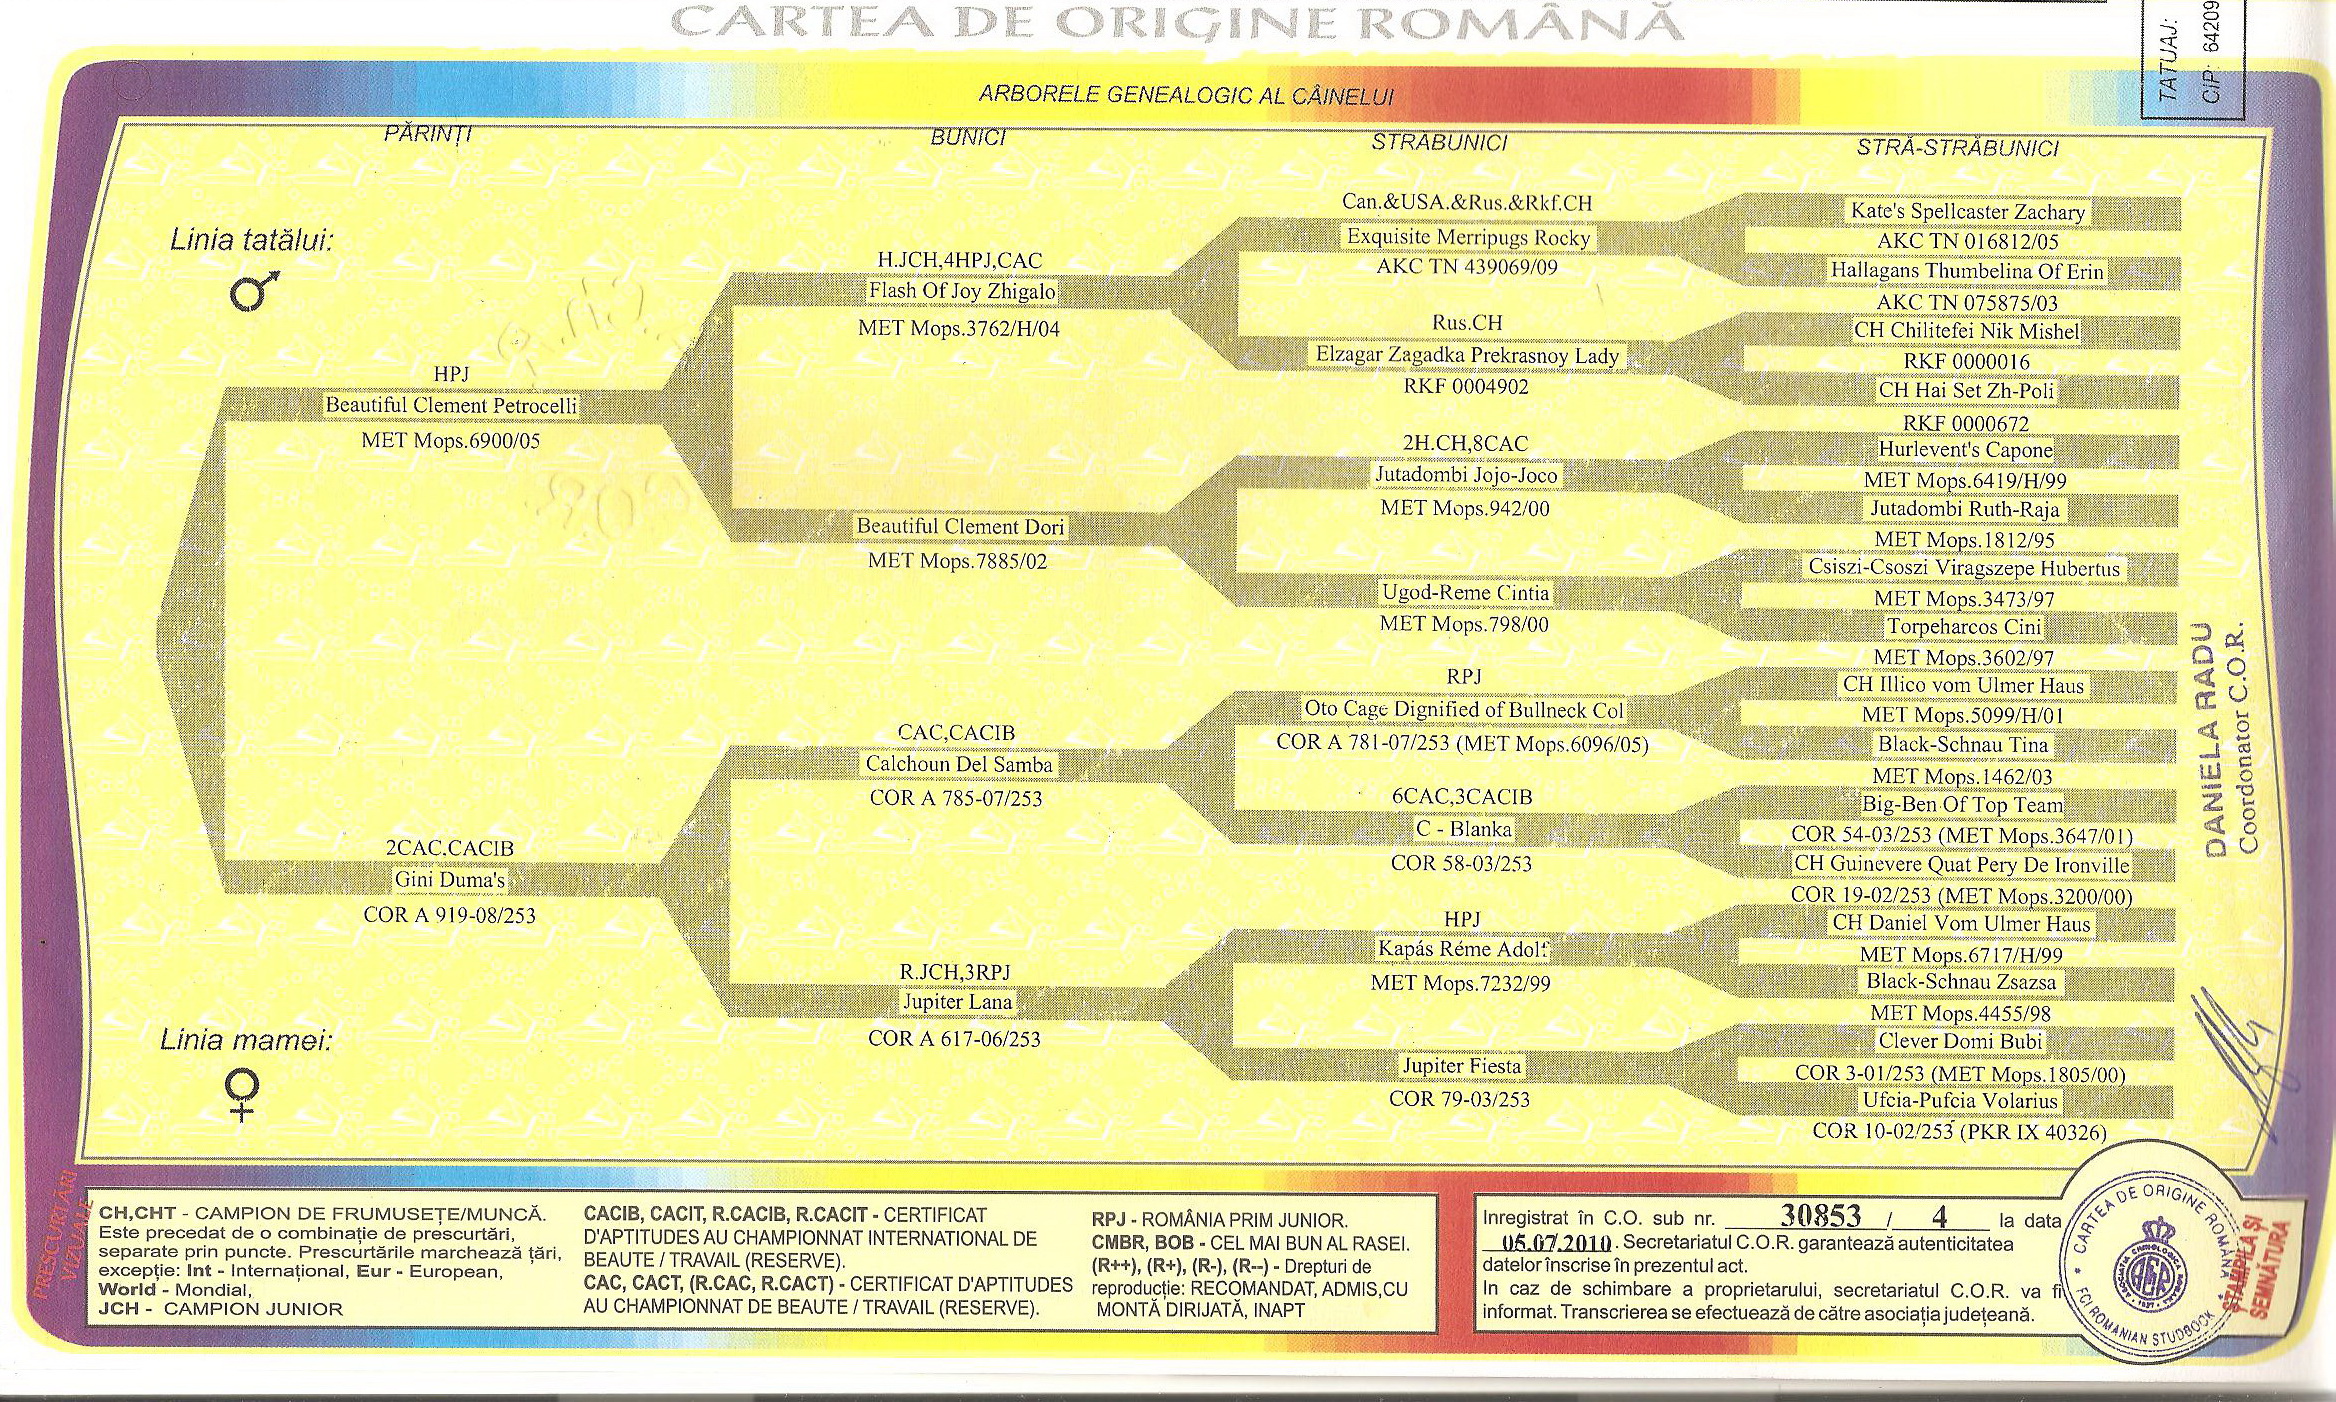 CARTEA DE ORIGINE ROMÂNĂ
TATUAJ:
CIP: 64209
ARBORELE GENEALOGIC AL CÂINELUI
PĂRINȚI
BUNICI
STRĂBUNICI
STRĂ-STRĂBUNICI
Linia tatălui:
HPJ
Beautiful Clement Petrocelli
MET Mops.6900/05
2CAC.CACIB
Gini Duma's
COR A 919-08/253
Linia mamei:
H.JCH,4HPJ,CAC
Flash Of Joy Zhigalo
MET Mops.3762/H/04
Beautiful Clement Dori
MET Mops.7885/02
CAC,CACIB
Calchoun Del Samba
COR A 785-07/253
R.JCH,3RPJ
Jupiter Lana
COR A 617-06/253
Can.&USA.&Rus.&Rkf.CH
Exquisite Merripugs Rocky
AKC TN 439069/09
Rus.CH
Elzagar Zagadka Prekrasnoy Lady
RKF 0004902
2H.CH,8CAC
Jutadombi Jojo-Joco
MET Mops.942/00
Ugod-Reme Cintia
MET Mops.798/00
RPJ
Oto Cage Dignified of Bullneck Col
COR A 781-07/253 (MET Mops.6096/05)
6CAC,3CACIB
C - Blanka
COR 58-03/253
HPJ
Kapás Réme Adolf
MET Mops.7232/99
Jupiter Fiesta
COR 79-03/253
Kate's Spellcaster Zachary
AKC TN 016812/05
Hallagans Thumbelina Of Erin
AKC TN 075875/03
CH Chilitefei Nik Mishel
RKF 0000016
CH Hai Set Zh-Poli
RKF 0000672
Hurlevent's Capone
MET Mops.6419/H/99
Jutadombi Ruth-Raja
MET Mops.1812/95
Csiszi-Csoszi Viragszepe Hubertus
MET Mops.3473/97
Torpeharcos Cini
MET Mops.3602/97
CH Illico vom Ulmer Haus
MET Mops.5099/H/01
Black-Schnau Tina
MET Mops.1462/03
Big-Ben Of Top Team
COR 54-03/253 (MET Mops.3647/01)
CH Guinevere Quat Pery De Ironville
COR 19-02/253 (MET Mops.3200/00)
CH Daniel Vom Ulmer Haus
MET Mops.6717/H/99
Black-Schnau Zsazsa
MET Mops.4455/98
Clever Domi Bubi
COR 3-01/253 (MET Mops.1805/00)
Ufcia-Pufcia Volarius
COR 10-02/253 (PKR IX 40326)
DANIELA RADU
Coordonator C.O.R.
PRESCURTĂRI
VIZUALE
CH,CHT - CAMPION DE FRUMUSEȚE/MUNCĂ.
Este precedat de o combinație de prescurtări,
separate prin puncte. Prescurtările marchează țări,
excepție: Int - Internațional, Eur - European,
World - Mondial,
JCH - CAMPION JUNIOR
CACIB, CACIT, R.CACIB, R.CACIT - CERTIFICAT
D'APTITUDES AU CHAMPIONNAT INTERNATIONAL DE
BEAUTE / TRAVAIL (RESERVE).
CAC, CACT, (R.CAC, R.CACT) - CERTIFICAT D'APTITUDES
AU CHAMPIONNAT DE BEAUTE / TRAVAIL (RESERVE).
RPJ - ROMÂNIA PRIM JUNIOR.
CMBR, BOB - CEL MAI BUN AL RASEI.
(R++), (R+), (R-), (R--) - Drepturi de
reproducție: RECOMANDAT, ADMIS,CU
MONTĂ DIRIJATĂ, INAPT
Inregistrat în C.O. sub nr. 30853 / 4 la data
05.07.2010. Secretariatul C.O.R. garantează autenticitatea
datelor înscrise în prezentul act.
In caz de schimbare a proprietarului, secretariatul C.O.R. va fi
informat. Transcrierea se efectuează de către asociația județeană.
* CARTEA DE ORIGINE ROMÂNĂ *
FCI ROMANIAN STUDBOOK
STAMPILA ȘI
SEMNĂTURA